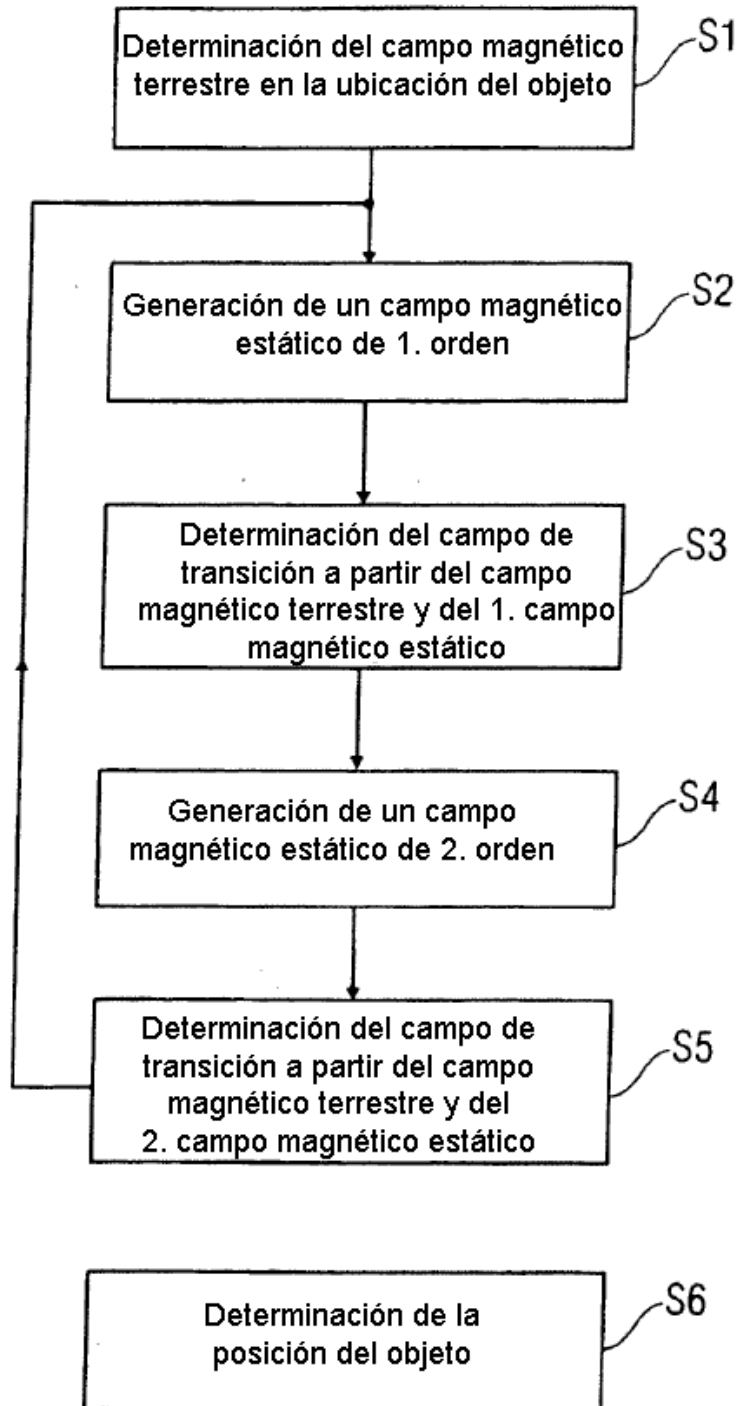 Determinación del campo magnético
terrestre en la ubicación del objeto
S1
Generación de un campo magnético
estático de 1. orden
S2
Determinación del campo de
transición a partir del campo
magnético terrestre y del 1. campo
magnético estático
S3
Generación de un campo
magnético estático de 2. orden
S4
Determinación del campo de
transición a partir del campo
magnético terrestre y del
2. campo magnético estático
S5
Determinación de la
posición del objeto
S6